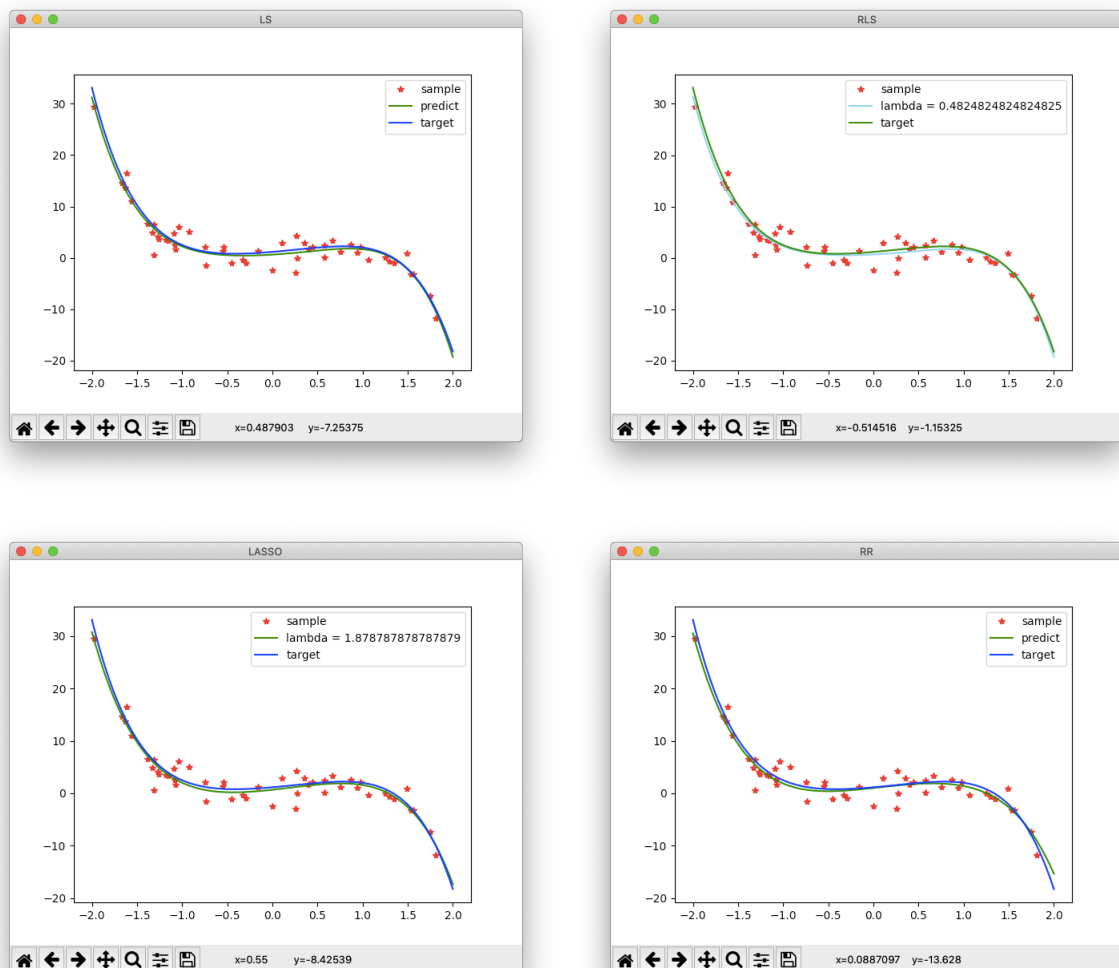 LS
sample
predict
target
30
20
10
0
−10
−20
−2.0 −1.5 −1.0 −0.5 0.0 0.5 1.0 1.5 2.0
x=0.487903 y=-7.25375
RLS
sample
lambda = 0.4824824824824825
target
30
20
10
0
−10
−20
−2.0 −1.5 −1.0 −0.5 0.0 0.5 1.0 1.5 2.0
x=-0.514516 y=-1.15325
LASSO
sample
lambda = 1.878787878787879
target
30
20
10
0
−10
−20
−2.0 −1.5 −1.0 −0.5 0.0 0.5 1.0 1.5 2.0
x=0.55 y=-8.42539
RR
sample
predict
target
30
20
10
0
−10
−20
−2.0 −1.5 −1.0 −0.5 0.0 0.5 1.0 1.5 2.0
x=0.0887097 y=-13.628